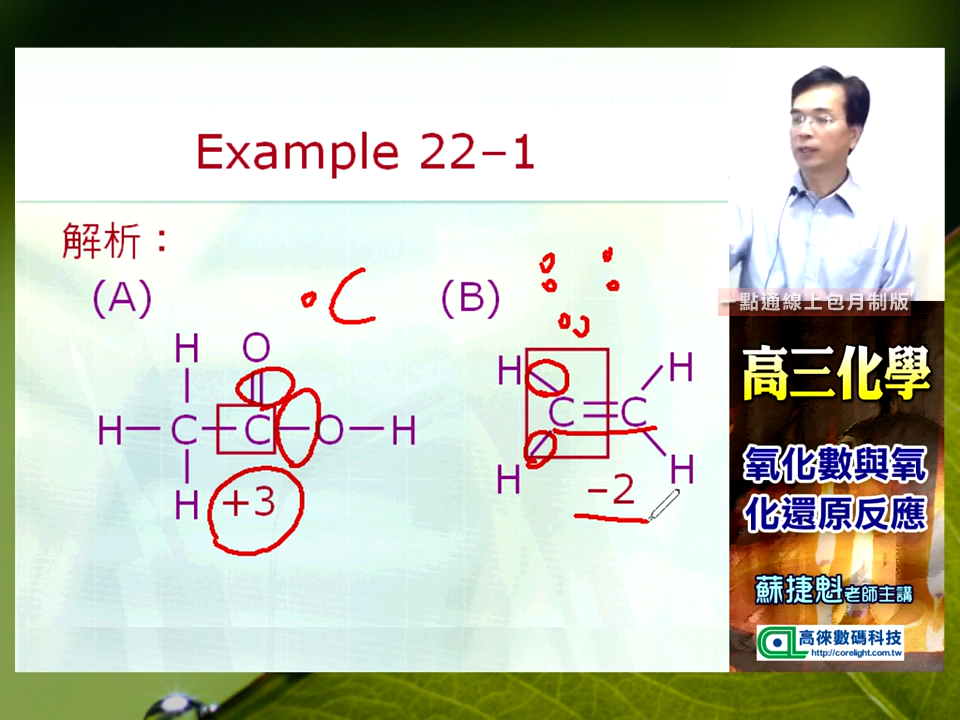 Example 22–1
解析：
(A)
(B)
H O
H C C O H
H
+3
H H
C C
H H
–2
一點通線上包月制版
高三化學
氧化數與氧
化還原反應
蘇捷魁老師主講
高徠數碼科技
http://corelight.com.tw